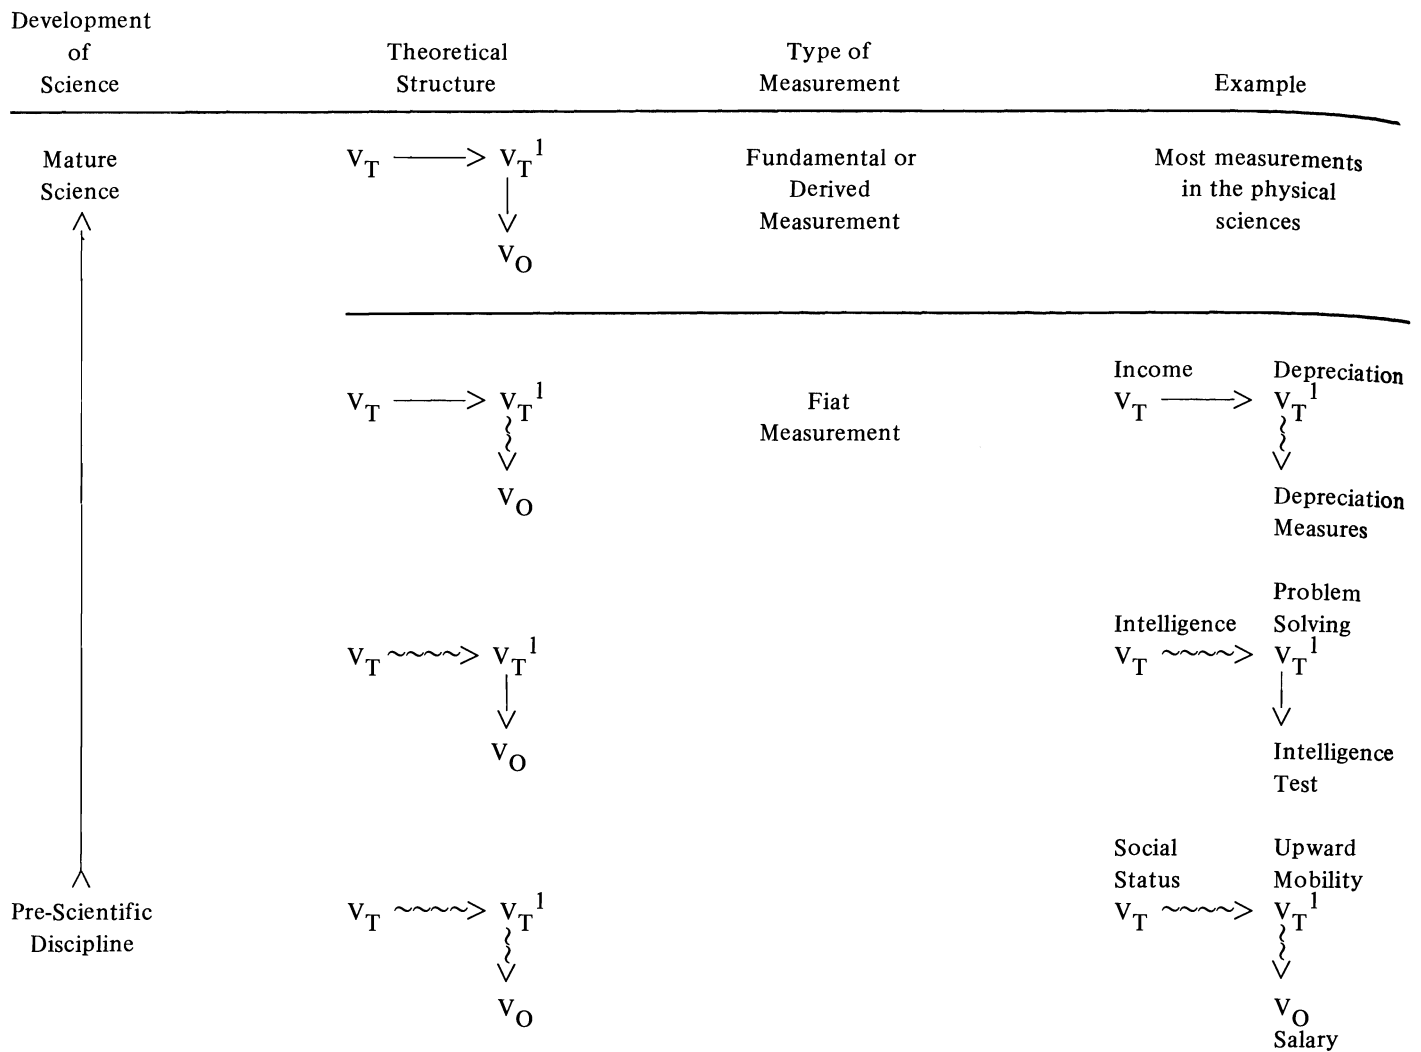 Development
of
Science
Theoretical
Structure
Type of
Measurement
Example
Mature
Science
V_T → V_T^1
V_O
Fundamental or
Derived
Measurement
Most measurements
in the physical
sciences
V_T → V_T^1
V_O
Fiat
Measurement
Income Depreciation
V_T → V_T^1
Depreciation
Measures
V_T ~~~~> V_T^1
V_O
Problem
Intelligence Solving
V_T ~~~~> V_T^1
Intelligence
Test
Pre-Scientific
Discipline
V_T ~~~~> V_T^1
V_O
Social Upward
Status Mobility
V_T ~~~~> V_T^1
V_O
Salary